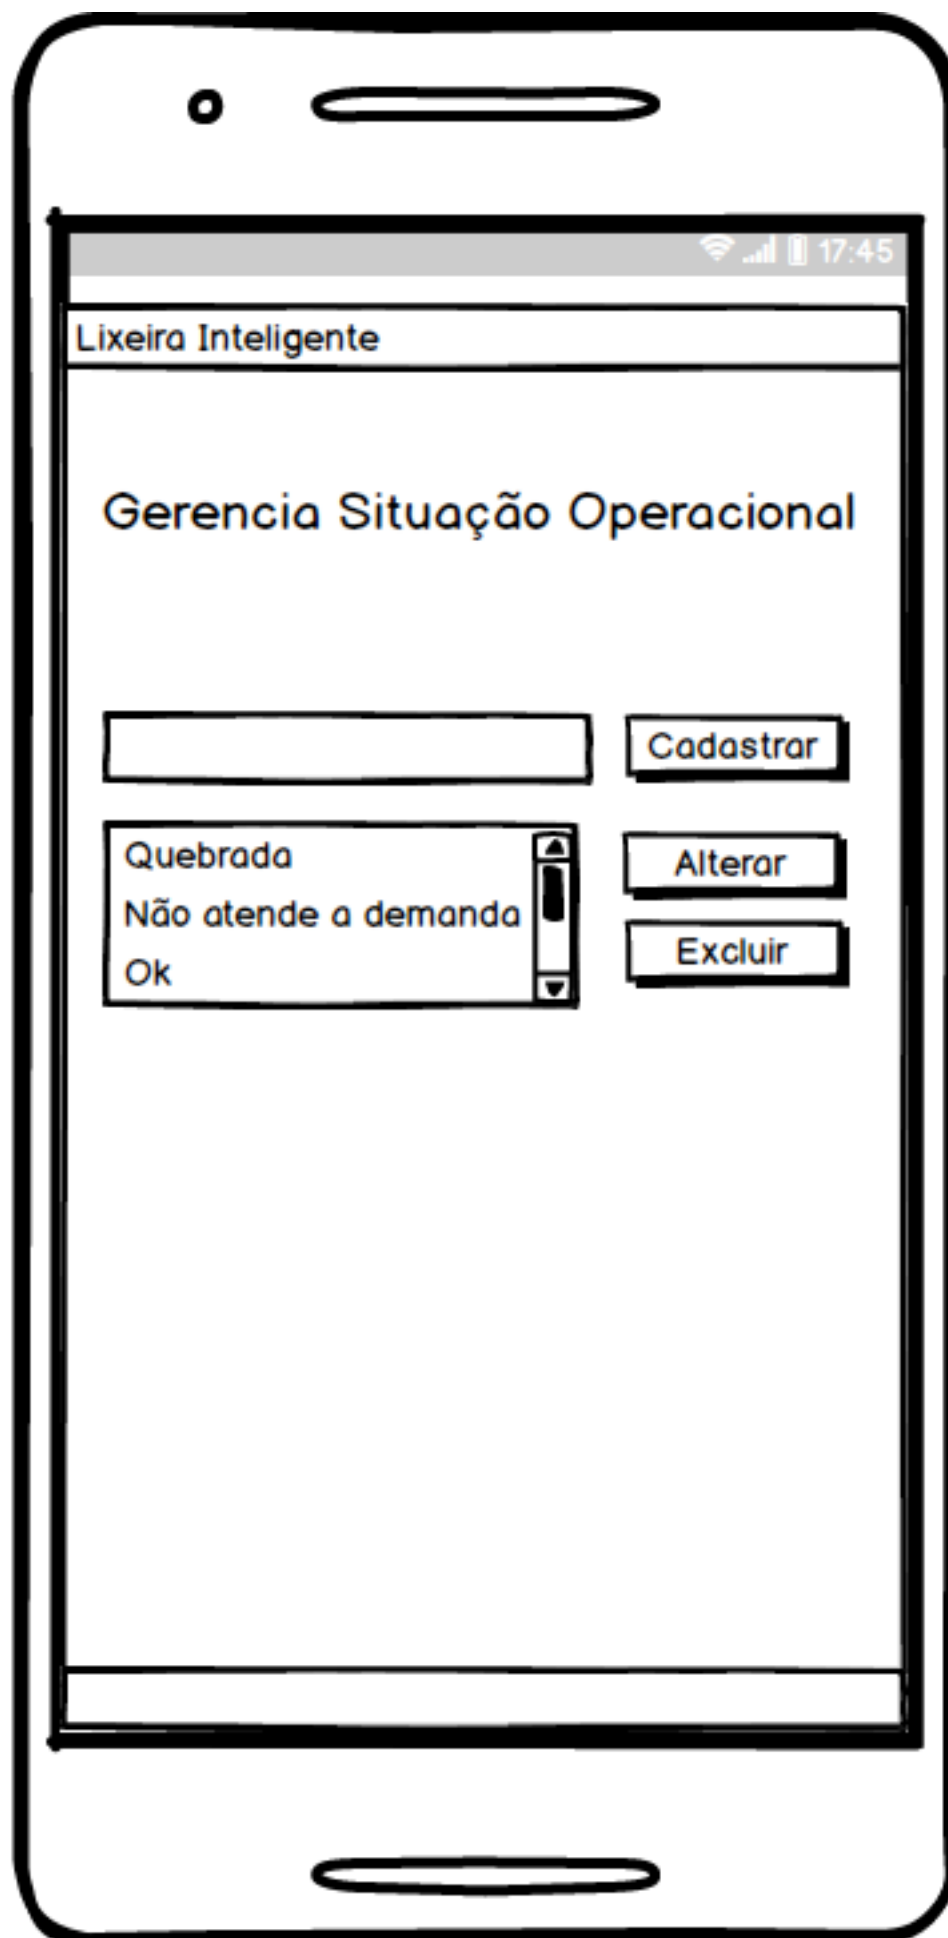 17:45
Lixeira Inteligente
Gerencia Situação Operacional
Cadastrar
Quebrada
Não atende a demanda
Ok
Alterar
Excluir